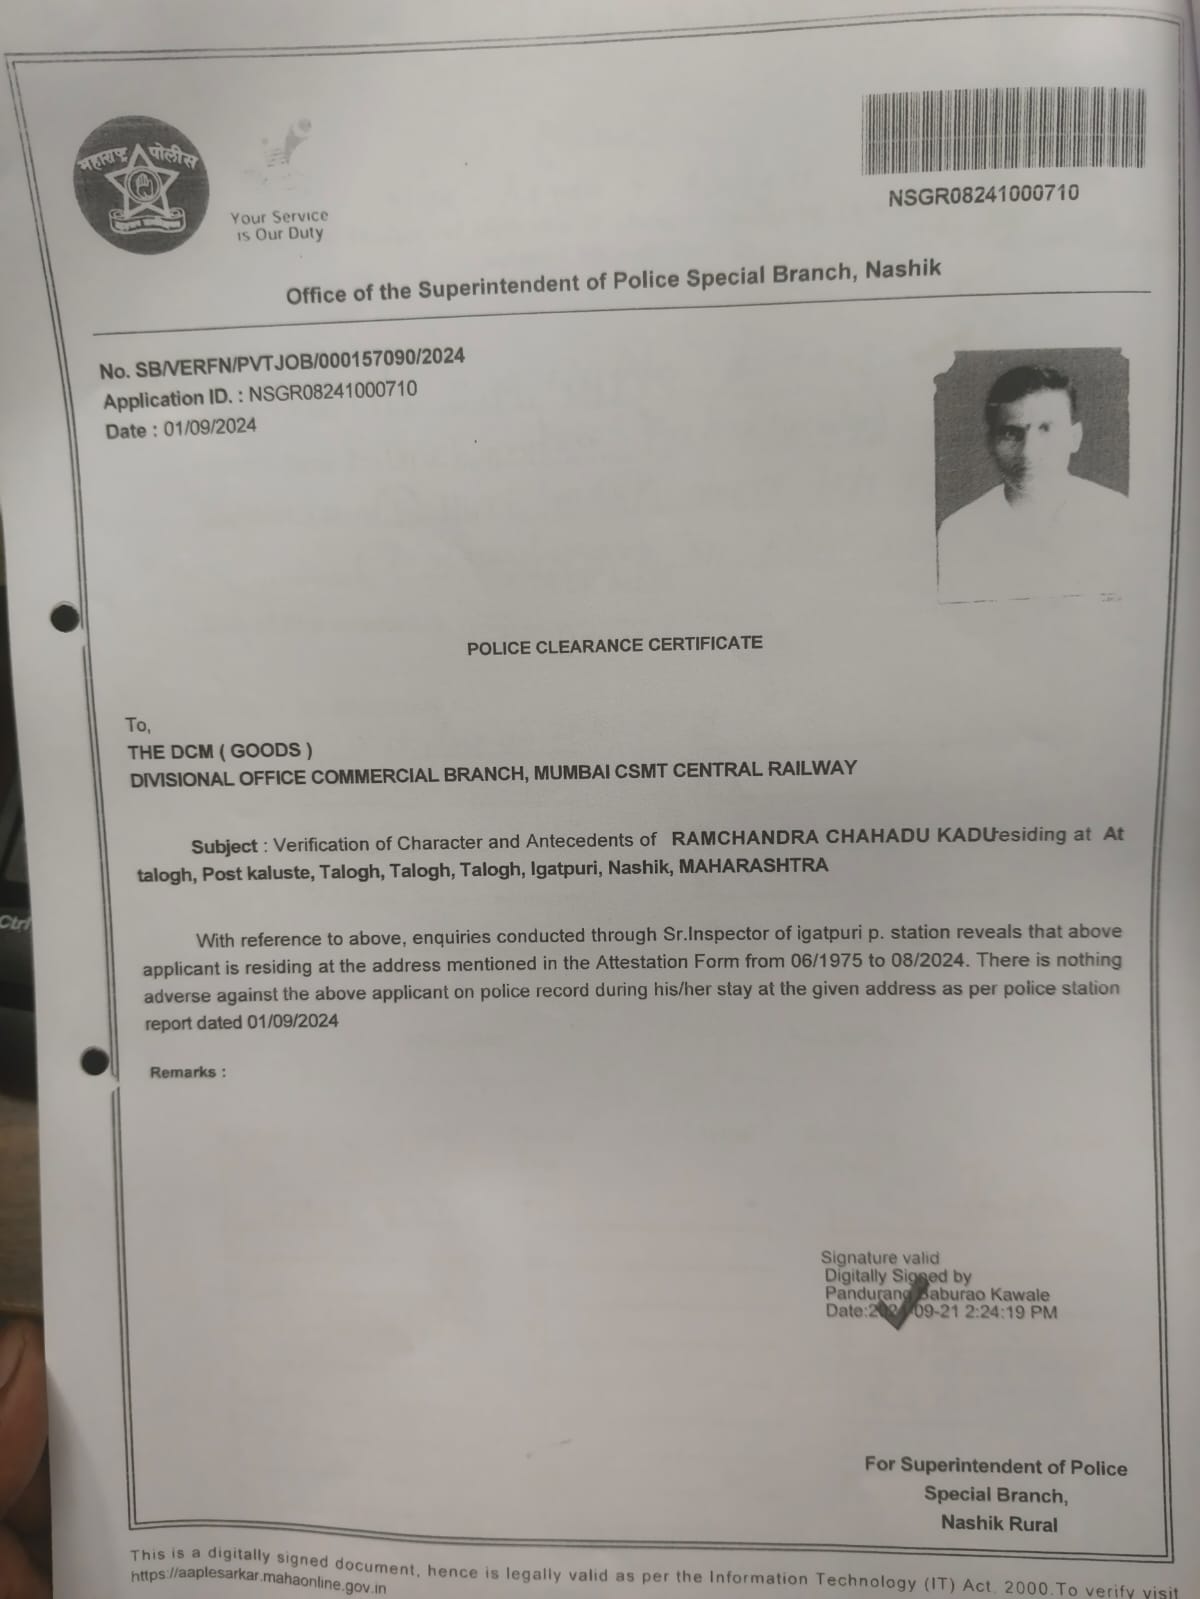 महाराष्ट्र पोलीस
Your Service
is Our Duty
NSGR08241000710
Office of the Superintendent of Police Special Branch, Nashik
No. SB/VERFN/PVTJOB/000157090/2024
Application ID. : NSGR08241000710
Date : 01/09/2024
POLICE CLEARANCE CERTIFICATE
To,
THE DCM ( GOODS )
DIVISIONAL OFFICE COMMERCIAL BRANCH, MUMBAI CSMT CENTRAL RAILWAY
Subject : Verification of Character and Antecedents of RAMCHANDRA CHAHADU KADU residing at At
talogh, Post kaluste, Talogh, Talogh, Talogh, Igatpuri, Nashik, MAHARASHTRA
With reference to above, enquiries conducted through Sr.Inspector of igatpuri p. station reveals that above
applicant is residing at the address mentioned in the Attestation Form from 06/1975 to 08/2024. There is nothing
adverse against the above applicant on police record during his/her stay at the given address as per police station
report dated 01/09/2024
Remarks :
Signature valid
Digitally Signed by
Pandurang Baburao Kawale
Date:2024-09-21 2:24:19 PM
For Superintendent of Police
Special Branch,
Nashik Rural
This is a digitally signed document, hence is legally valid as per the Information Technology (IT) Act. 2000.To verify visit
https://aaplesarkar.mahaonline.gov.in
Ctrl